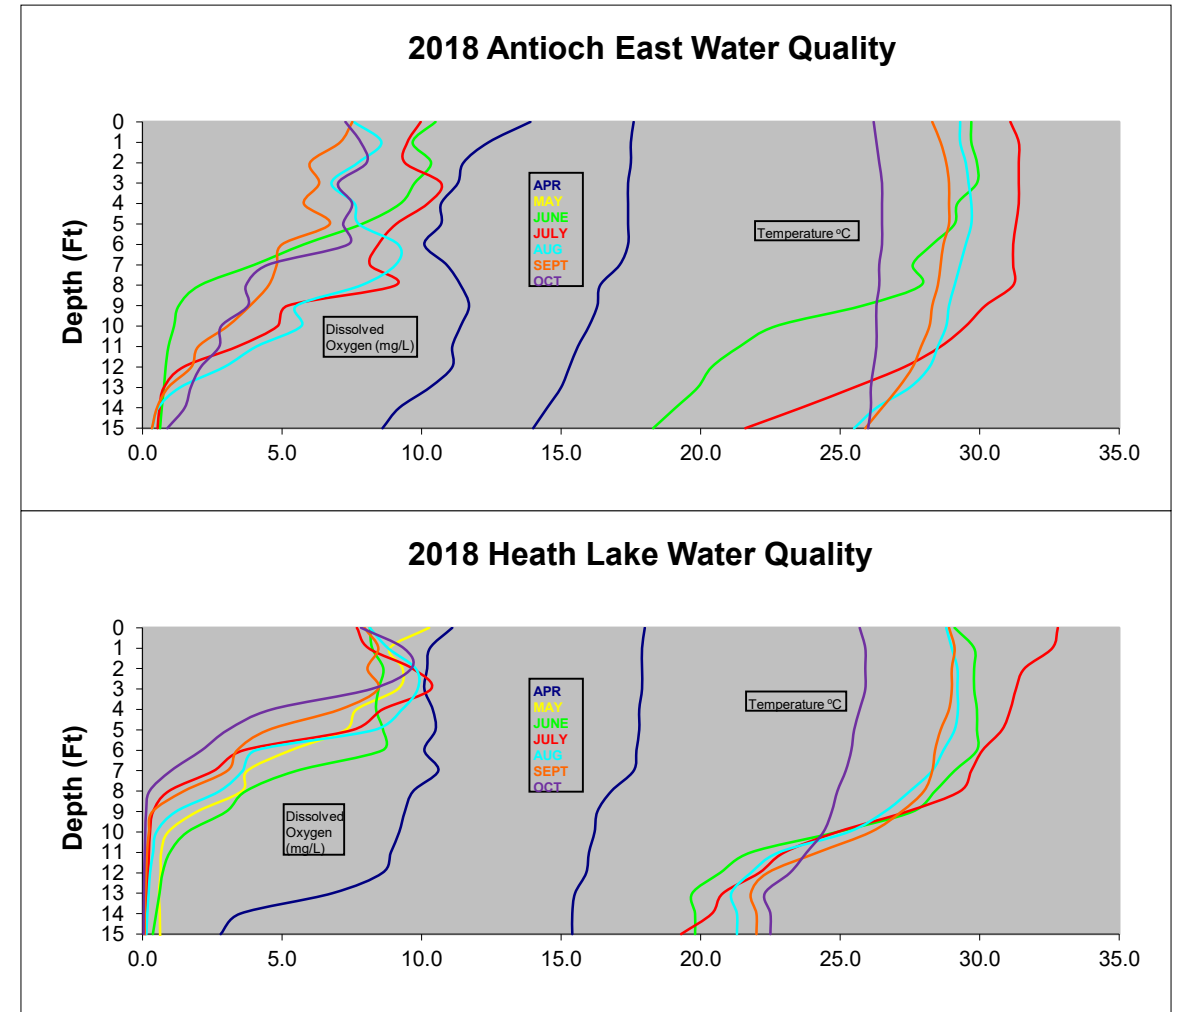 2018 Antioch East Water Quality
Depth (Ft)
0
1
2
3
4
5
6
7
8
9
10
11
12
13
14
15
APR
MAY
JUNE
JULY
AUG
SEPT
OCT
Temperature ºC
Dissolved
Oxygen (mg/L)
0.0 5.0 10.0 15.0 20.0 25.0 30.0 35.0
2018 Heath Lake Water Quality
Depth (Ft)
0
1
2
3
4
5
6
7
8
9
10
11
12
13
14
15
APR
MAY
JUNE
JULY
AUG
SEPT
OCT
Temperature ºC
Dissolved
Oxygen
(mg/L)
0.0 5.0 10.0 15.0 20.0 25.0 30.0 35.0